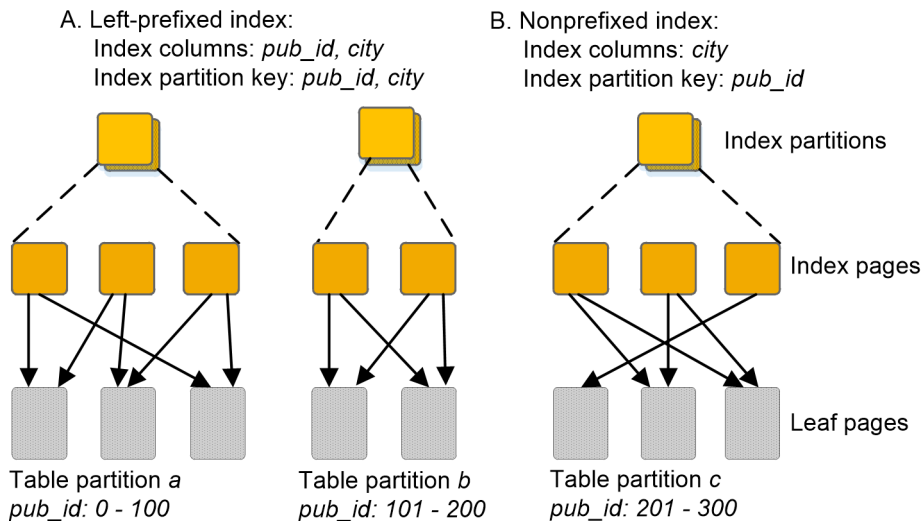 A. Left-prefixed index:
Index columns: pub_id, city
Index partition key: pub_id, city
B. Nonprefixed index:
Index columns: city
Index partition key: pub_id
Index partitions
Index pages
Leaf pages
Table partition a
pub_id: 0 - 100
Table partition b
pub_id: 101 - 200
Table partition c
pub_id: 201 - 300